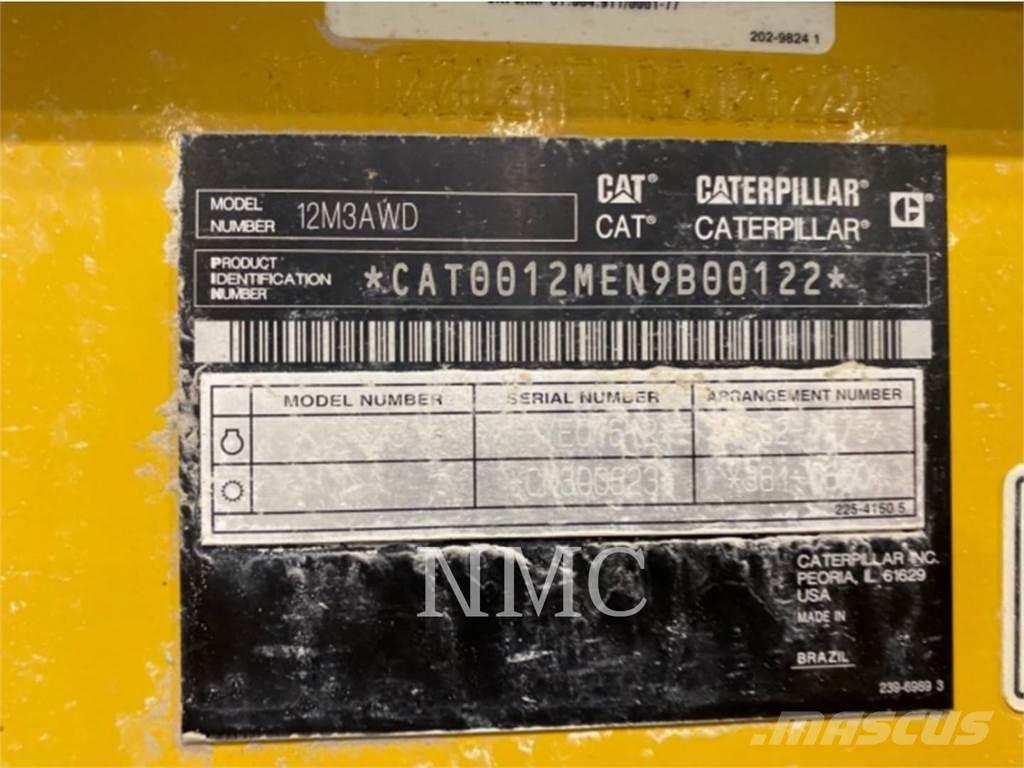 202-9824 1
CAT® CATERPILLAR®
CAT® CATERPILLAR®
MODEL NUMBER 12M3AWD
PRODUCT IDENTIFICATION NUMBER *CAT0012MEN9B00122*
MODEL NUMBER SERIAL NUMBER ARRANGEMENT NUMBER
225-4150 5
NMC
CATERPILLAR INC.
PEORIA, IL 61629
USA
MADE IN
BRAZIL
239-6989 3
MASCUS